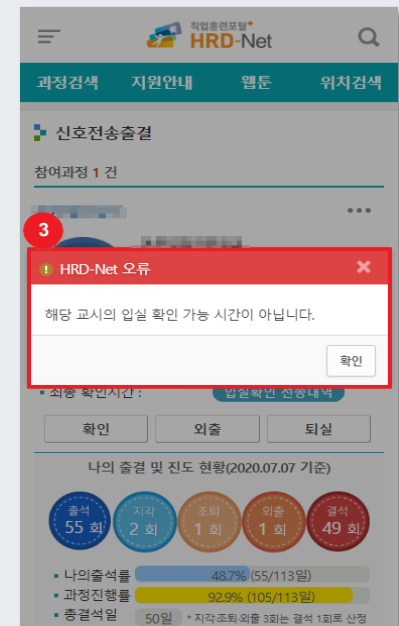 직업훈련포털
HRD-Net
과정검색 지원안내 웹툰 위치검색
신호전송출결
참여과정 1 건
3
HRD-Net 오류
해당 교시의 입실 확인 가능 시간이 아닙니다.
확인
최종 확인시간 : 입실확인 전송내역
확인 외출 퇴실
나의 출결 및 진도 현황(2020.07.07 기준)
출석 지각 조퇴 외출 결석
55 회 2 회 1 회 1 회 49 회
나의출석률 48.7% (55/113일)
과정진행률 92.9% (105/113일)
총결석일 50일 * 지각·조퇴·외출 3회는 결석 1회로 산정